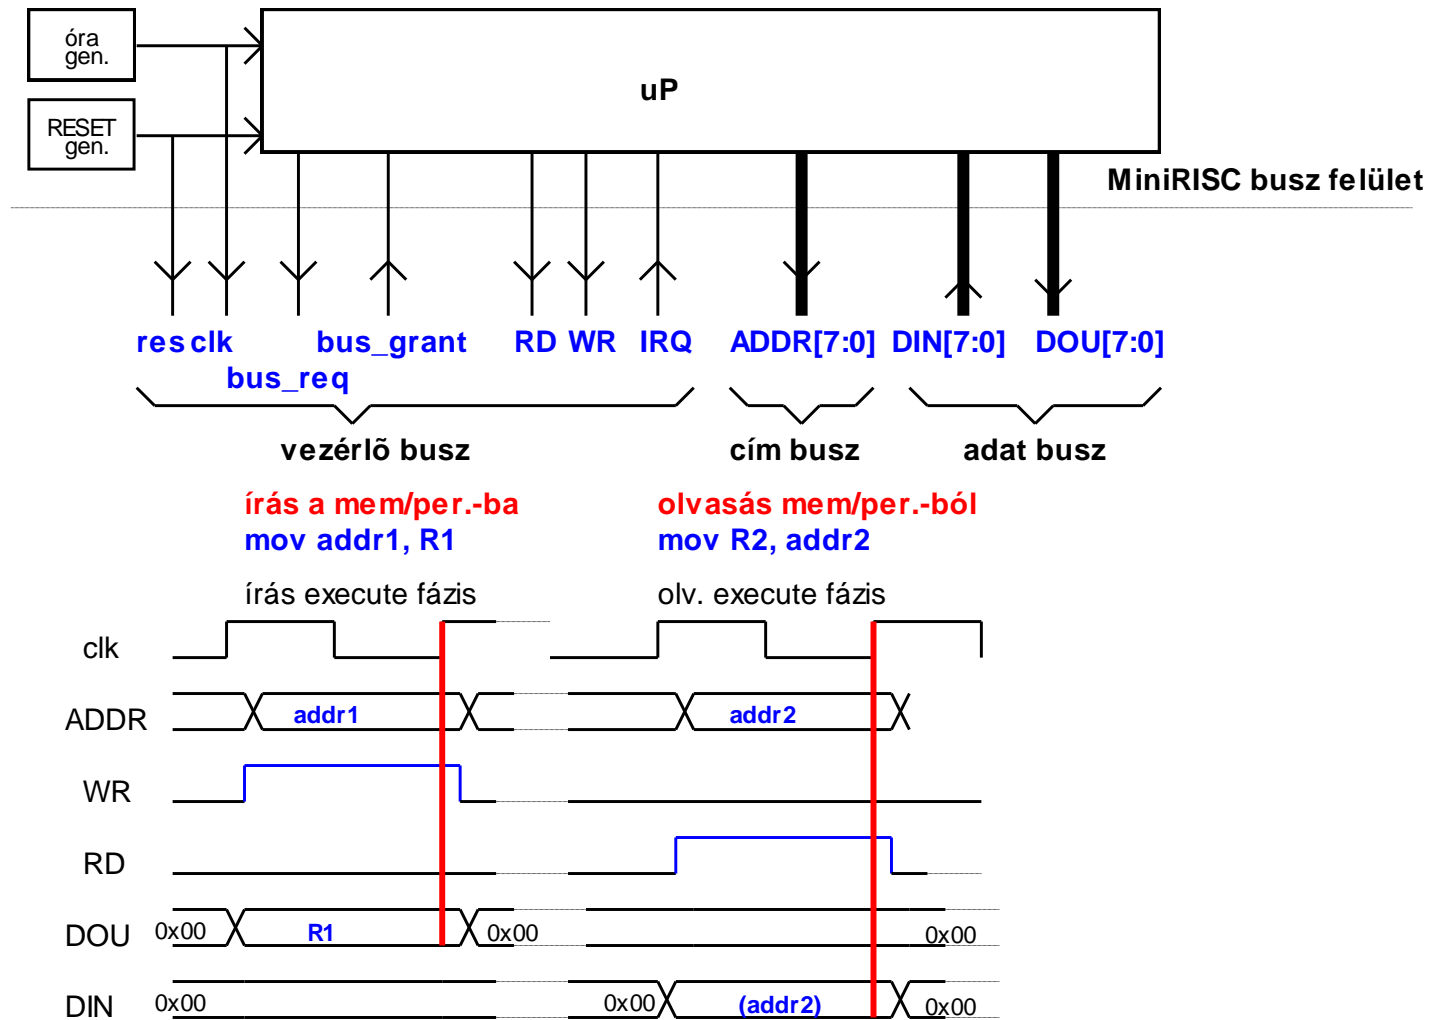 óra
gen.
uP
RESET
gen.
MiniRISC busz felület
res clk bus_grant RD WR IRQ ADDR[7:0] DIN[7:0] DOU[7:0]
bus_req
vezérlõ busz cím busz adat busz
írás a mem/per.-ba olvasás mem/per.-ból
mov addr1, R1 mov R2, addr2
írás execute fázis olv. execute fázis
clk
ADDR addr1 addr2
WR
RD
DOU 0x00 R1 0x00 0x00
DIN 0x00 0x00 (addr2) 0x00